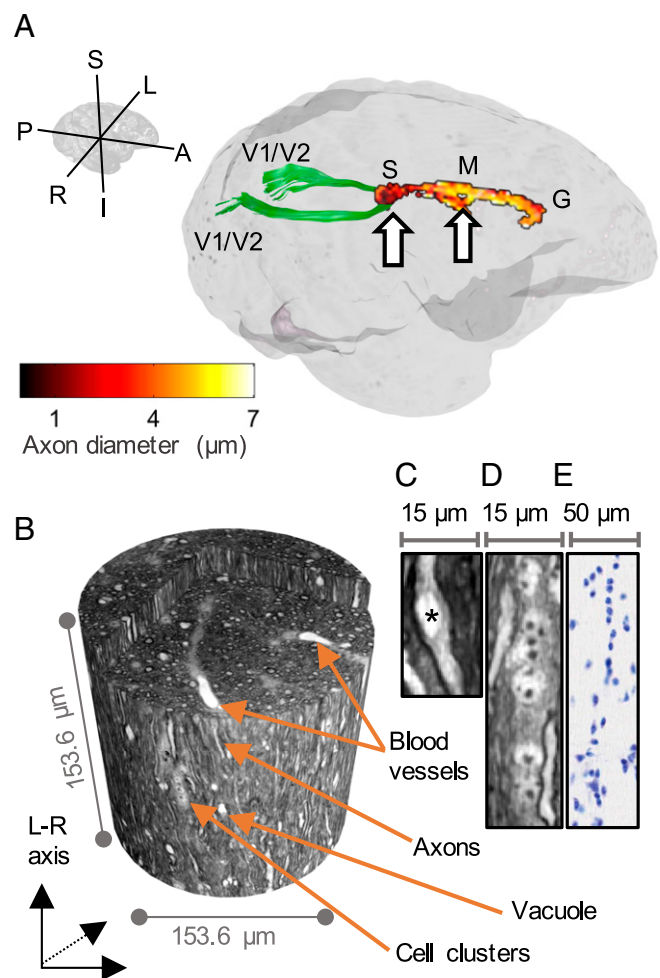 A
S
L
P
A
R
I
V1/V2
V1/V2
S
M
G
1 4 7
Axon diameter (µm)
B
C D E
15 µm 15 µm 50 µm
*
153.6 µm
Blood
vessels
L-R
axis
Axons
Vacuole
153.6 µm
Cell clusters